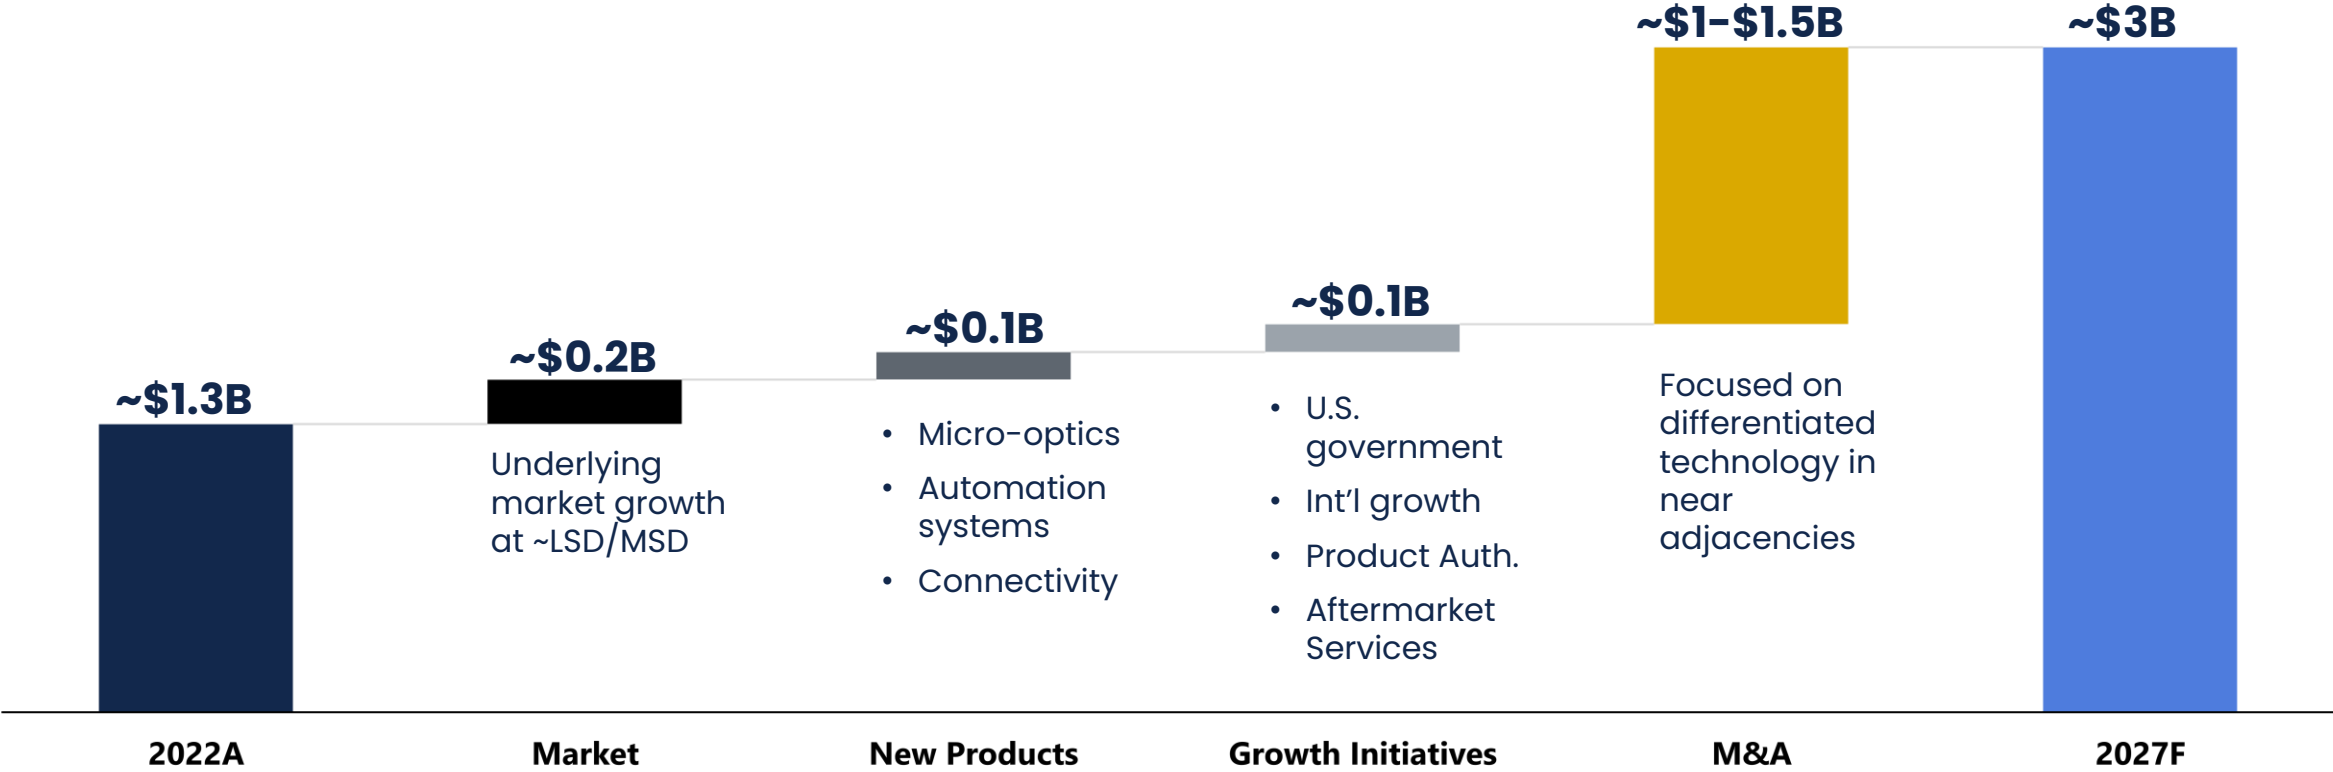 ~$1.3B
~$0.2B
Underlying
market growth
at ~LSD/MSD
~$0.1B
• Micro-optics
• Automation
systems
• Connectivity
~$0.1B
• U.S.
government
• Int’l growth
• Product Auth.
• Aftermarket
Services
~$1-$1.5B
Focused on
differentiated
technology in
near
adjacencies
~$3B
2022A
Market
New Products
Growth Initiatives
M&A
2027F